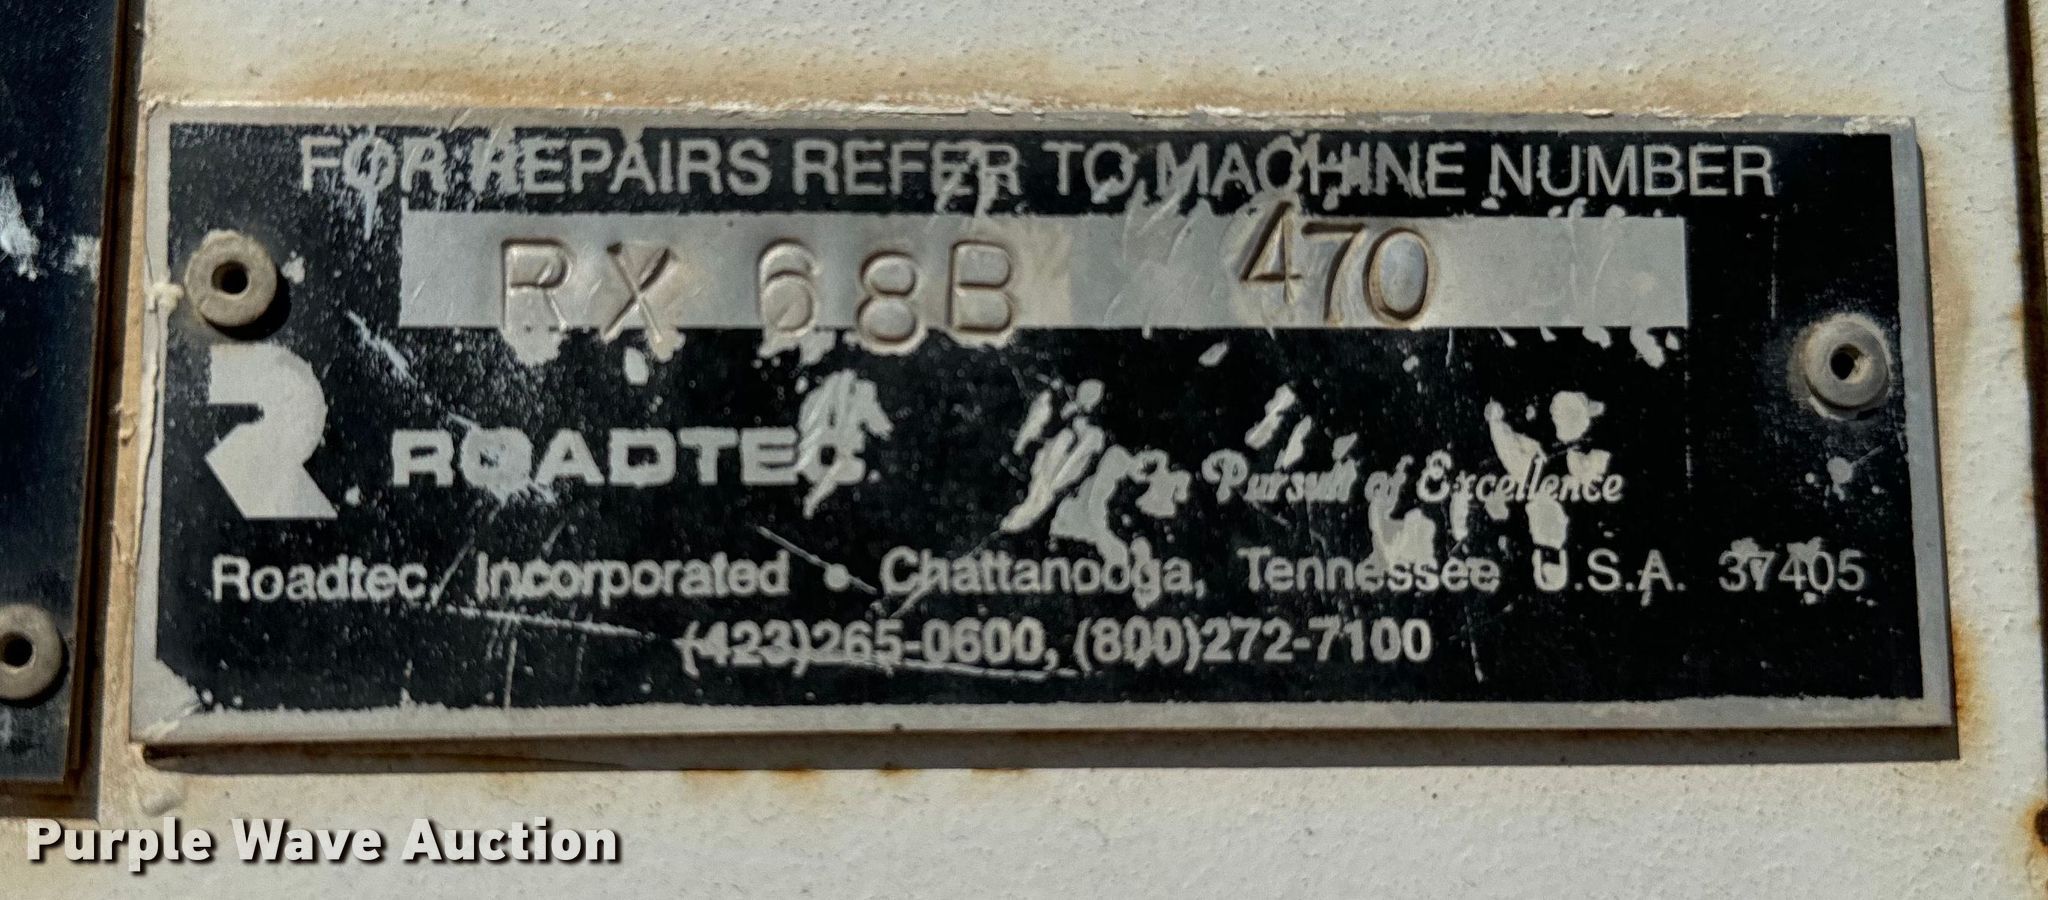 FOR REPAIRS REFER TO MACHINE NUMBER
RX 68B 470
ROADTEC In Pursuit of Excellence
Roadtec, Incorporated • Chattanooga, Tennessee U.S.A. 37405
(423)265-0600, (800)272-7100
Purple Wave Auction